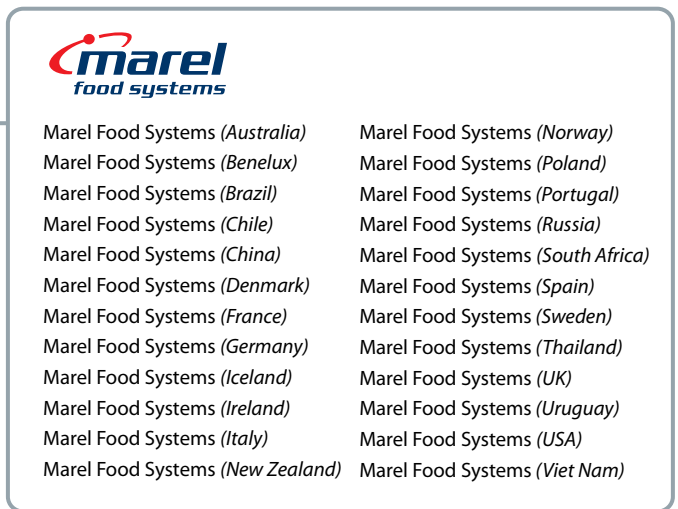 marel
food systems
Marel Food Systems (Australia)
Marel Food Systems (Benelux)
Marel Food Systems (Brazil)
Marel Food Systems (Chile)
Marel Food Systems (China)
Marel Food Systems (Denmark)
Marel Food Systems (France)
Marel Food Systems (Germany)
Marel Food Systems (Iceland)
Marel Food Systems (Ireland)
Marel Food Systems (Italy)
Marel Food Systems (New Zealand)
Marel Food Systems (Norway)
Marel Food Systems (Poland)
Marel Food Systems (Portugal)
Marel Food Systems (Russia)
Marel Food Systems (South Africa)
Marel Food Systems (Spain)
Marel Food Systems (Sweden)
Marel Food Systems (Thailand)
Marel Food Systems (UK)
Marel Food Systems (Uruguay)
Marel Food Systems (USA)
Marel Food Systems (Viet Nam)